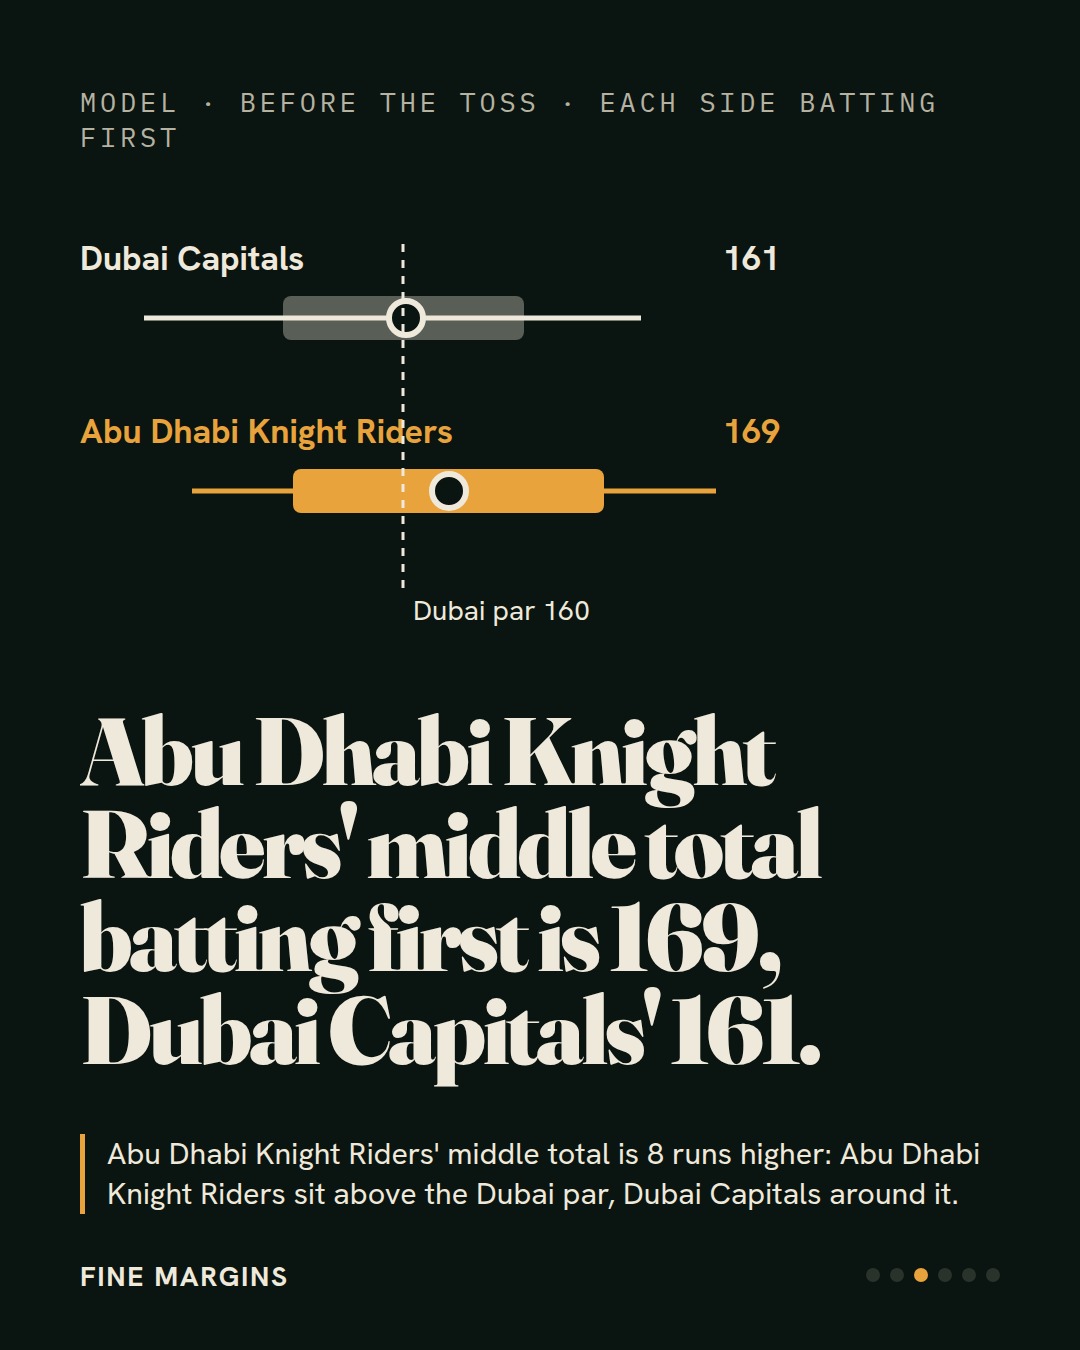 MODEL · BEFORE THE TOSS · EACH SIDE BATTING
FIRST
Dubai Capitals 161
Abu Dhabi Knight Riders 169
Dubai par 160
Abu Dhabi Knight
Riders' middle total
batting first is 169,
Dubai Capitals' 161.
Abu Dhabi Knight Riders' middle total is 8 runs higher: Abu Dhabi
Knight Riders sit above the Dubai par, Dubai Capitals around it.
FINE MARGINS